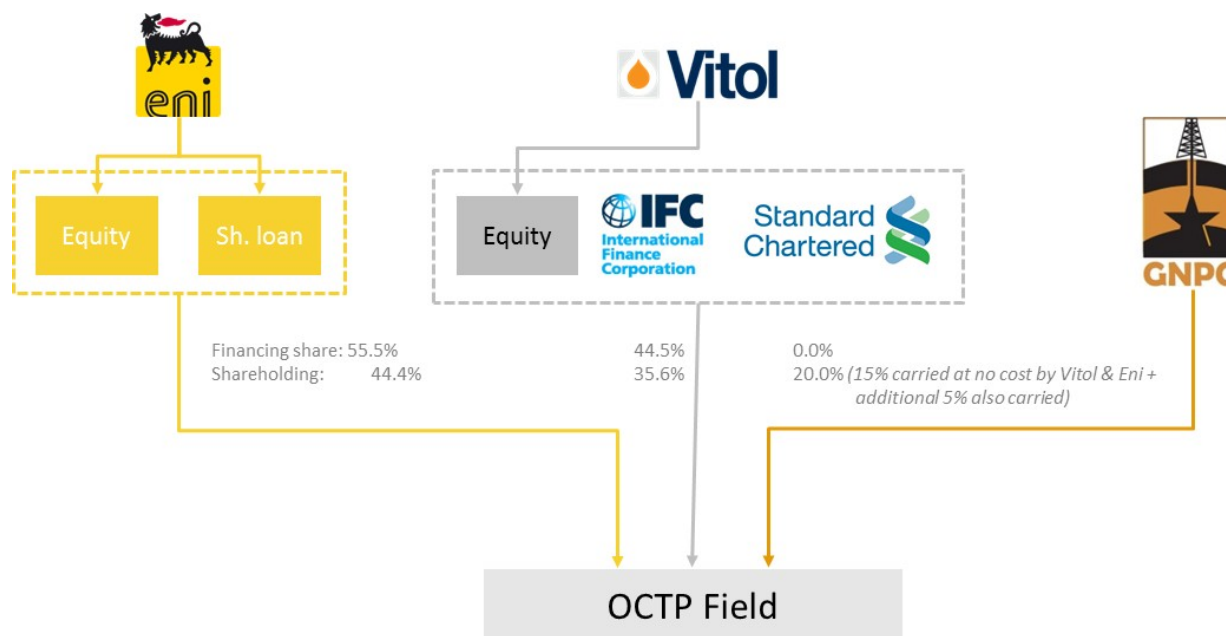 eni
Vitol
Equity
Sh. loan
Equity
IFC
International
Finance
Corporation
Standard
Chartered
GNPC
Financing share: 55.5% 44.5% 0.0%
Shareholding: 44.4% 35.6% 20.0% (15% carried at no cost by Vitol & Eni +
additional 5% also carried)
OCTP Field